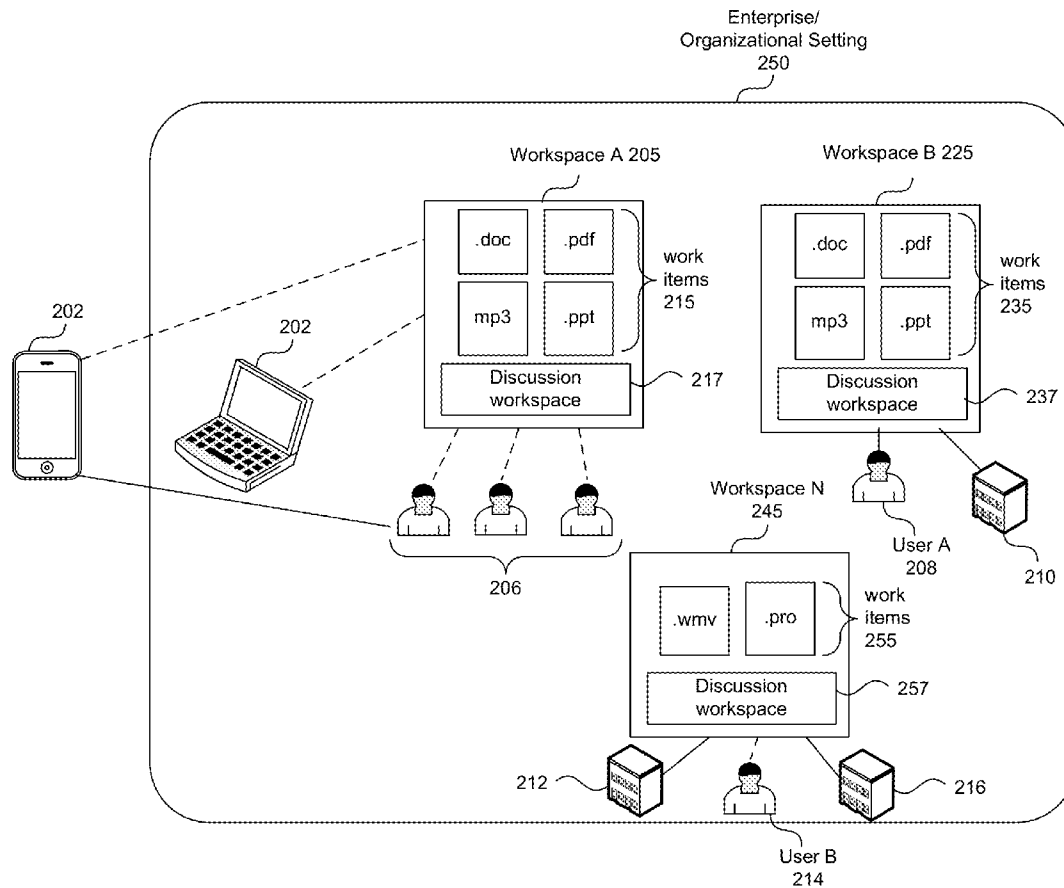 Enterprise/
Organizational Setting
250
Workspace A 205
Workspace B 225
.doc
.pdf
mp3
.ppt
work
items
215
Discussion
workspace
217
.doc
.pdf
mp3
.ppt
work
items
235
Discussion
workspace
237
202
202
206
User A
208
210
Workspace N
245
.wmv
.pro
work
items
255
Discussion
workspace
257
212
216
User B
214